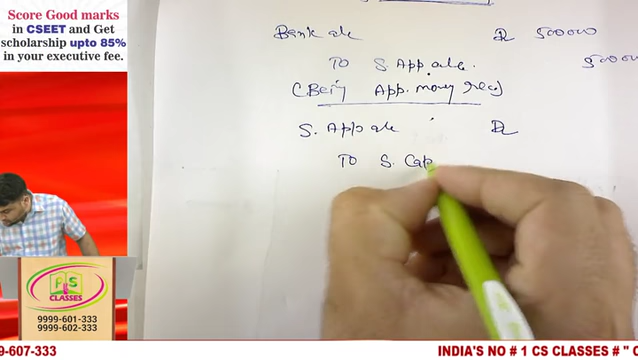 Score Good marks
in CSEET and Get
scholarship upto 85%
in your executive fee.
Bank a/c Dr 500000
To S App a/c. 500000
(Being App. money recd)
S. App a/c Dr
To S. Cap
PS
CLASSES
9999-601-333
9999-602-333
9-607-333
INDIA'S NO # 1 CS CLASSES # " C